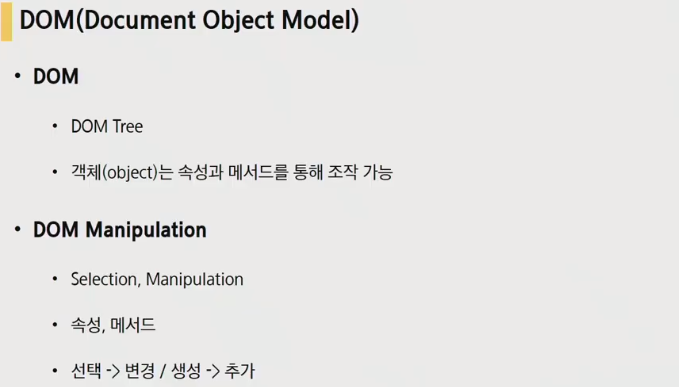 DOM(Document Object Model)
• DOM
• DOM Tree
• 객체(object)는 속성과 메서드를 통해 조작 가능
• DOM Manipulation
• Selection, Manipulation
• 속성, 메서드
• 선택 -> 변경 / 생성 -> 추가